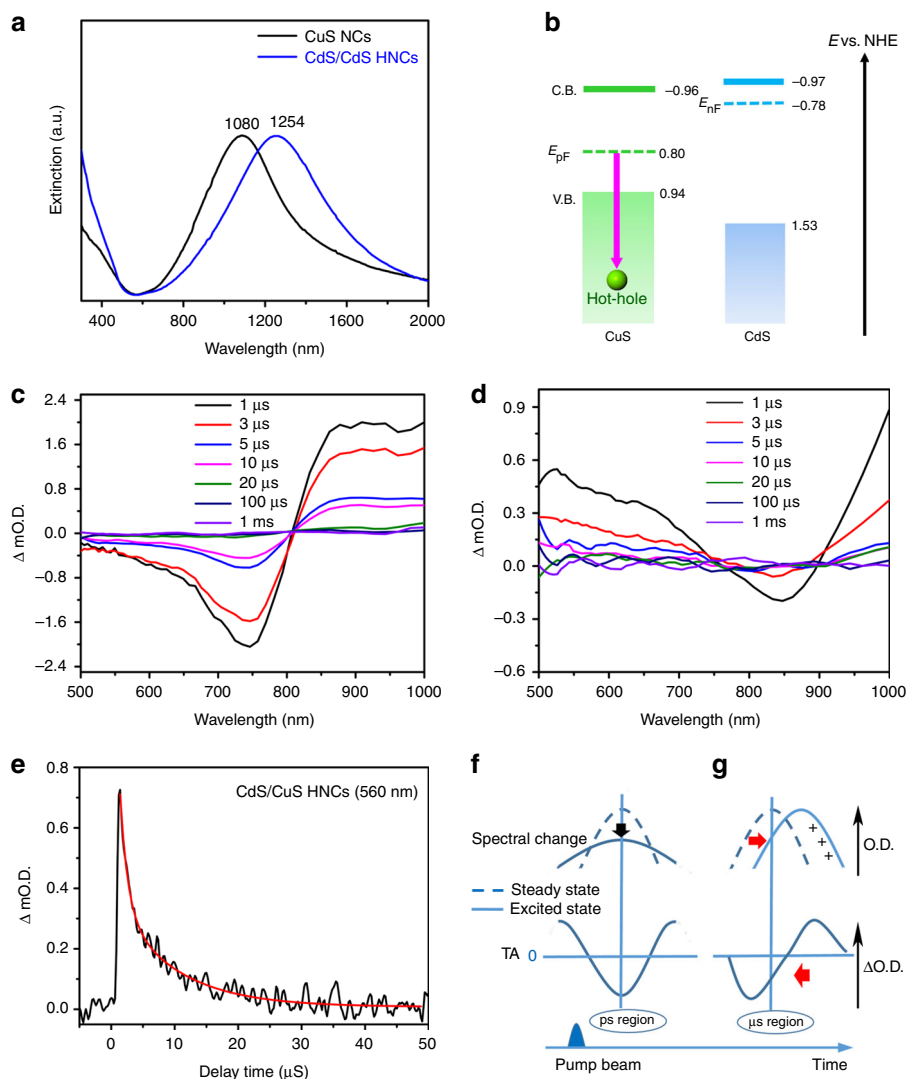 a
CuS NCs
CdS/CdS HNCs
1080
1254
Extinction (a.u.)
400
800
1200
1600
2000
Wavelength (nm)
b
E vs. NHE
C.B.
−0.96
−0.97
EnF
−0.78
EpF
0.80
V.B.
0.94
1.53
Hot-hole
CuS
CdS
c
2.4
1.6
0.8
0.0
−0.8
−1.6
−2.4
Δ mO.D.
1 µs
3 µs
5 µs
10 µs
20 µs
100 µs
1 ms
500
600
700
800
900
1000
Wavelength (nm)
d
0.9
0.6
0.3
0.0
−0.3
−0.6
Δ mO.D.
1 µs
3 µs
5 µs
10 µs
20 µs
100 µs
1 ms
500
600
700
800
900
1000
Wavelength (nm)
e
0.8
0.6
0.4
0.2
0.0
Δ mO.D.
CdS/CuS HNCs (560 nm)
0
10
20
30
40
50
Delay time (µS)
f
g
Spectral change
+
+
+
O.D.
Steady state
Excited state
TA
0
ΔO.D.
ps region
µs region
Pump beam
Time